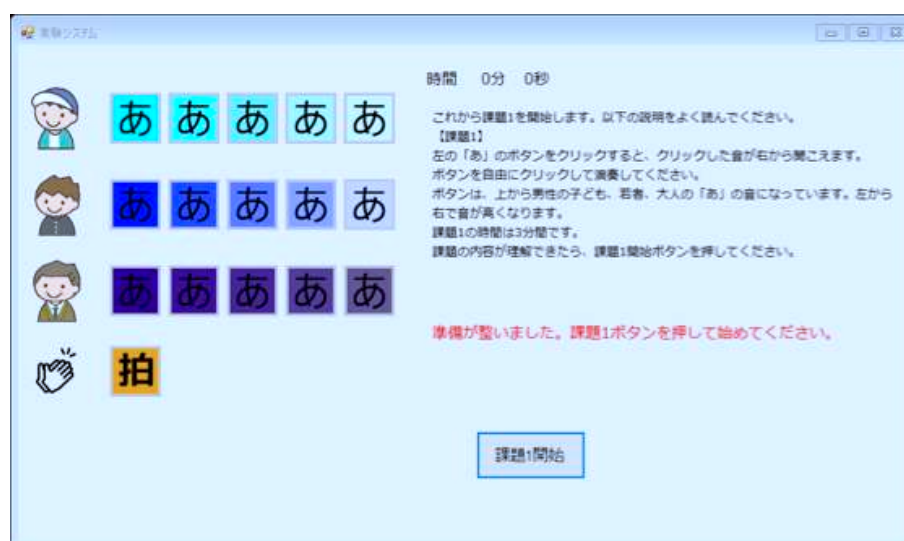 実験システム
時間 0分 0秒
これから課題1を開始します。以下の説明をよく読んでください。
【課題1】
左の「あ」のボタンをクリックすると、クリックした音が右から聞こえます。
ボタンを自由にクリックして演奏してください。
ボタンは、上から男性の子ども、若者、大人の「あ」の音になっています。左から
右で音が高くなります。
課題1の時間は3分間です。
課題の内容が理解できたら、課題1開始ボタンを押してください。
あ あ あ あ あ
あ あ あ あ あ
あ あ あ あ あ
拍
準備が整いました。課題1ボタンを押して始めてください。
課題1開始